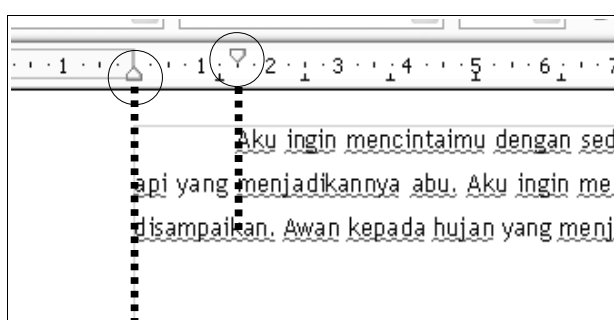 1 1 2 3 4 5 6 7
Aku ingin mencintaimu dengan sed
api yang menjadikannya abu. Aku ingin me
disampaikan. Awan kepada hujan yang menj